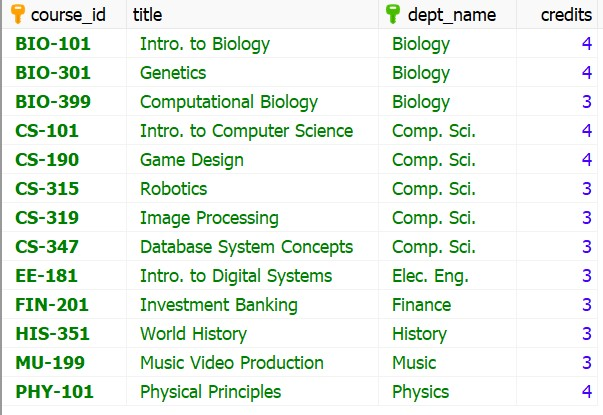 course_id title dept_name credits
BIO-101 Intro. to Biology Biology 4
BIO-301 Genetics Biology 4
BIO-399 Computational Biology Biology 3
CS-101 Intro. to Computer Science Comp. Sci. 4
CS-190 Game Design Comp. Sci. 4
CS-315 Robotics Comp. Sci. 3
CS-319 Image Processing Comp. Sci. 3
CS-347 Database System Concepts Comp. Sci. 3
EE-181 Intro. to Digital Systems Elec. Eng. 3
FIN-201 Investment Banking Finance 3
HIS-351 World History History 3
MU-199 Music Video Production Music 3
PHY-101 Physical Principles Physics 4